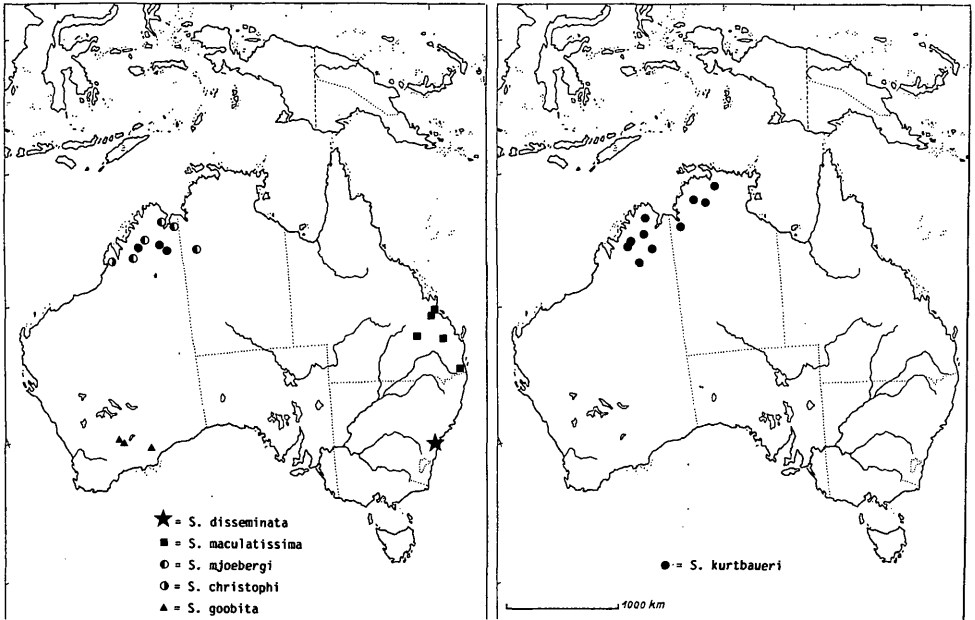 = S. disseminata
= S. maculatissima
= S. mjoebergi
= S. christophi
= S. goobita
= S. kurtbaueri
1000 km